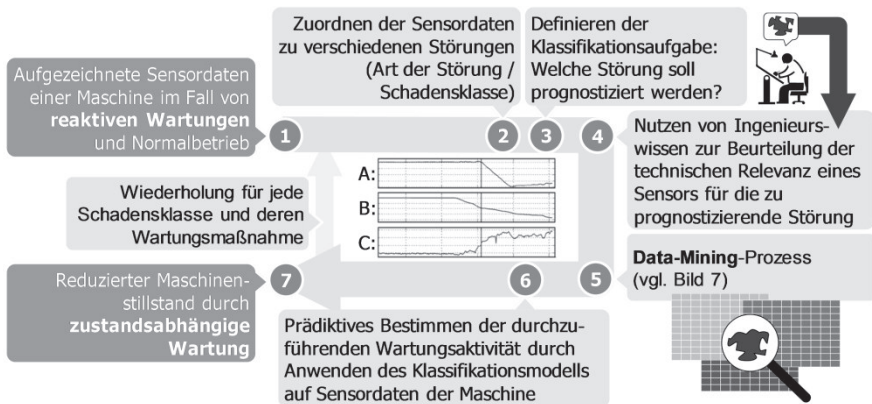 Aufgezeichnete Sensordaten
einer Maschine im Fall von
reaktiven Wartungen
und Normalbetrieb
1
Zuordnen der Sensordaten
zu verschiedenen Störungen
(Art der Störung /
Schadensklasse)
2
Definieren der
Klassifikationsaufgabe:
Welche Störung soll
prognostiziert werden?
3
4
Nutzen von Ingenieurs-
wissen zur Beurteilung der
technischen Relevanz eines
Sensors für die zu
prognostizierende Störung
A:
B:
C:
Wiederholung für jede
Schadensklasse und deren
Wartungsmaßnahme
5
Data-Mining-Prozess
(vgl. Bild 7)
6
Prädiktives Bestimmen der durchzu-
führenden Wartungsaktivität durch
Anwenden des Klassifikationsmodells
auf Sensordaten der Maschine
7
Reduzierter Maschinen-
stillstand durch
zustandsabhängige
Wartung